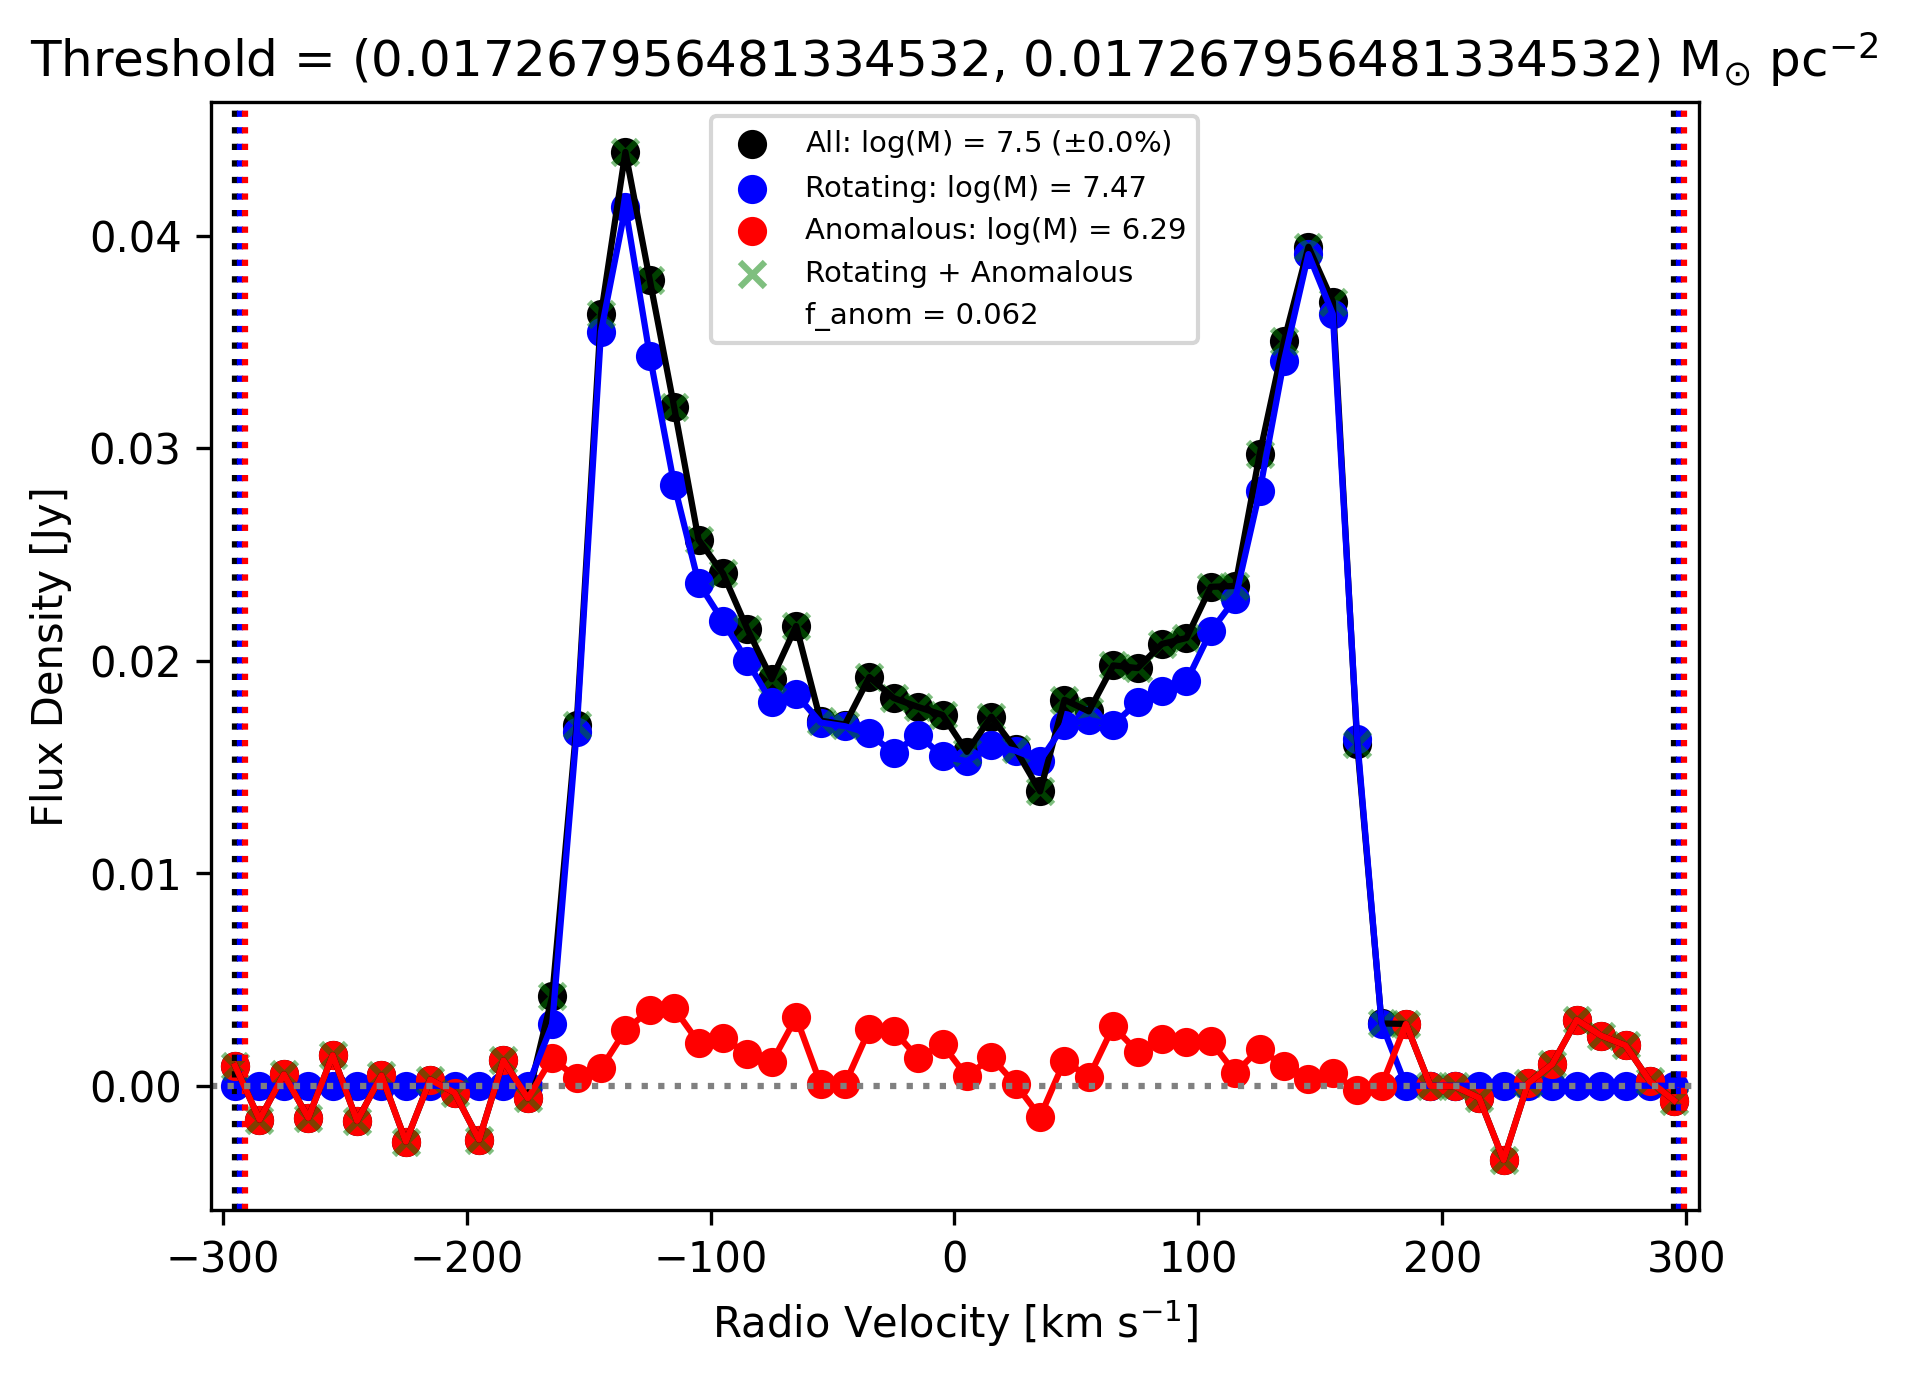 Threshold = (0.017267956481334532, 0.017267956481334532) M⊙ pc⁻²
All: log(M) = 7.5 (±0.0%)
Rotating: log(M) = 7.47
Anomalous: log(M) = 6.29
Rotating + Anomalous
f_anom = 0.062
Flux Density [Jy]
0.04
0.03
0.02
0.01
0.00
−300 −200 −100 0 100 200 300
Radio Velocity [km s⁻¹]